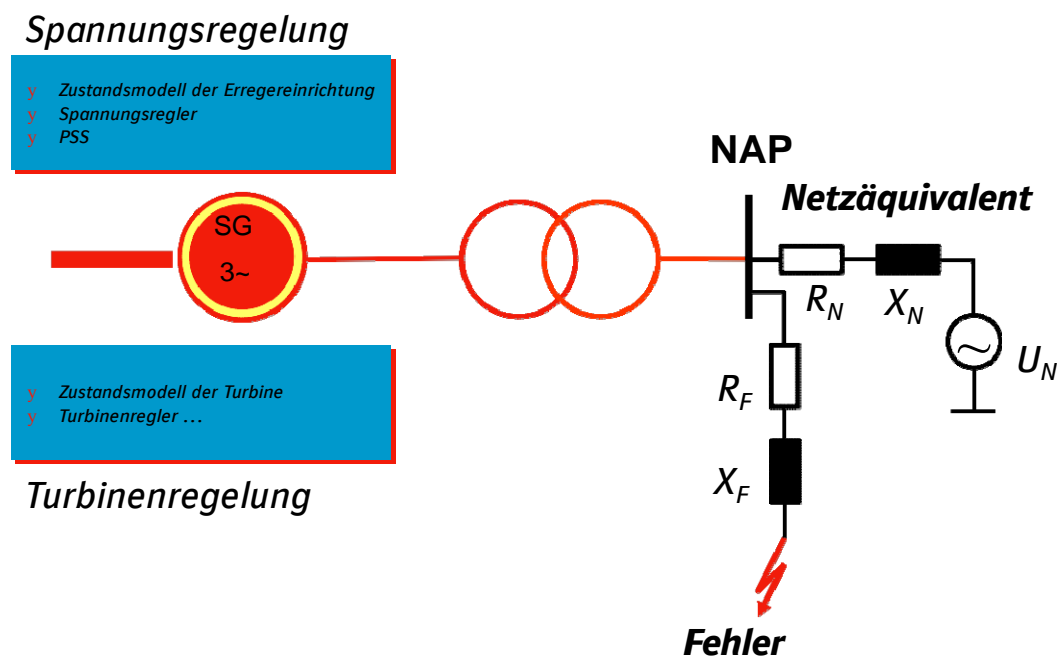 Spannungsregelung
y Zustandsmodell der Erregereinrichtung
y Spannungsregler
y PSS
NAP
Netzäquivalent
SG
3~
R_N
X_N
~
U_N
y Zustandsmodell der Turbine
y Turbinenregler ...
R_F
X_F
Turbinenregelung
Fehler